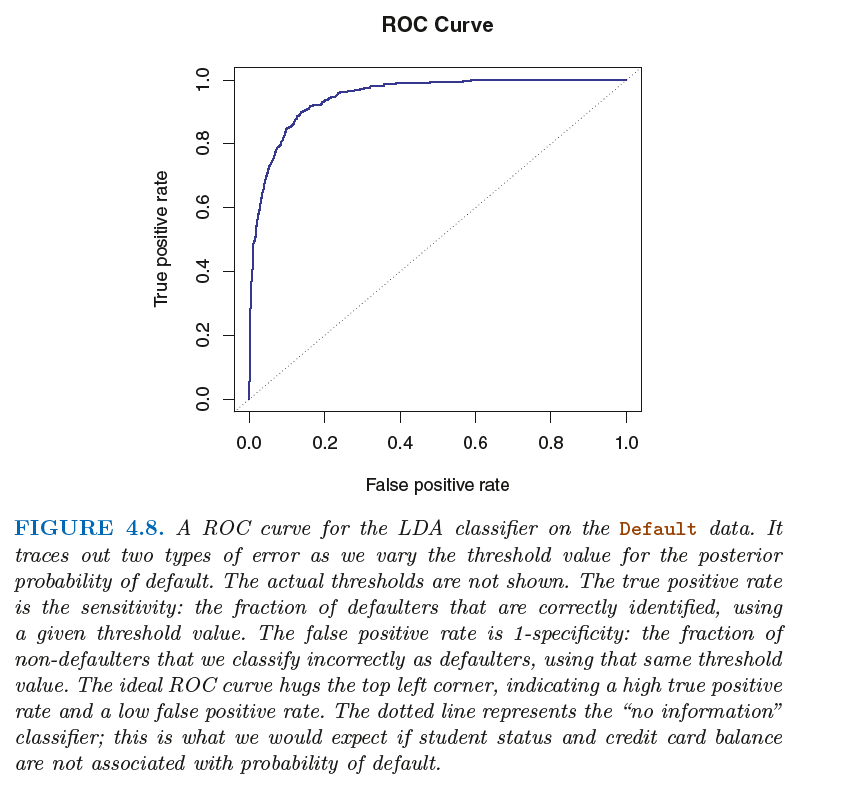 ROC Curve
1.0
0.8
0.6
0.4
0.2
0.0
True positive rate
0.0 0.2 0.4 0.6 0.8 1.0
False positive rate
FIGURE 4.8. A ROC curve for the LDA classifier on the Default data. It
traces out two types of error as we vary the threshold value for the posterior
probability of default. The actual thresholds are not shown. The true positive rate
is the sensitivity: the fraction of defaulters that are correctly identified, using
a given threshold value. The false positive rate is 1-specificity: the fraction of
non-defaulters that we classify incorrectly as defaulters, using that same threshold
value. The ideal ROC curve hugs the top left corner, indicating a high true positive
rate and a low false positive rate. The dotted line represents the “no information”
classifier; this is what we would expect if student status and credit card balance
are not associated with probability of default.